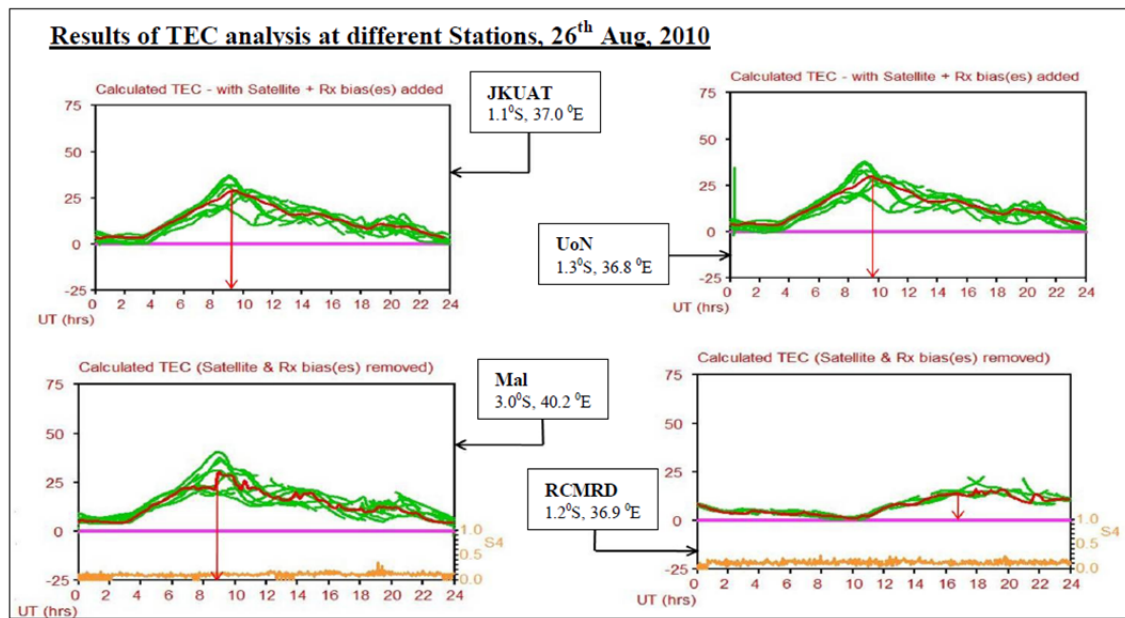 Results of TEC analysis at different Stations, 26th Aug, 2010
Calculated TEC - with Satellite + Rx bias(es) added
75
50
25
0
-25
0 2 4 6 8 10 12 14 16 18 20 22 24
UT (hrs)
JKUAT
1.1⁰S, 37.0 ⁰E
Calculated TEC - with Satellite + Rx bias(es) added
75
50
25
0
-25
0 2 4 6 8 10 12 14 16 18 20 22 24
UT (hrs)
UoN
1.3⁰S, 36.8 ⁰E
Calculated TEC (Satellite & Rx bias(es) removed)
75
50
25
0
-25
1.0
0.5
0.0
S4
0 2 4 6 8 10 12 14 16 18 20 22 24
UT (hrs)
Mal
3.0⁰S, 40.2 ⁰E
Calculated TEC (Satellite & Rx bias(es) removed)
75
50
25
0
-25
1.0
0.5
0.0
S4
0 2 4 6 8 10 12 14 16 18 20 22 24
UT (hrs)
RCMRD
1.2⁰S, 36.9 ⁰E